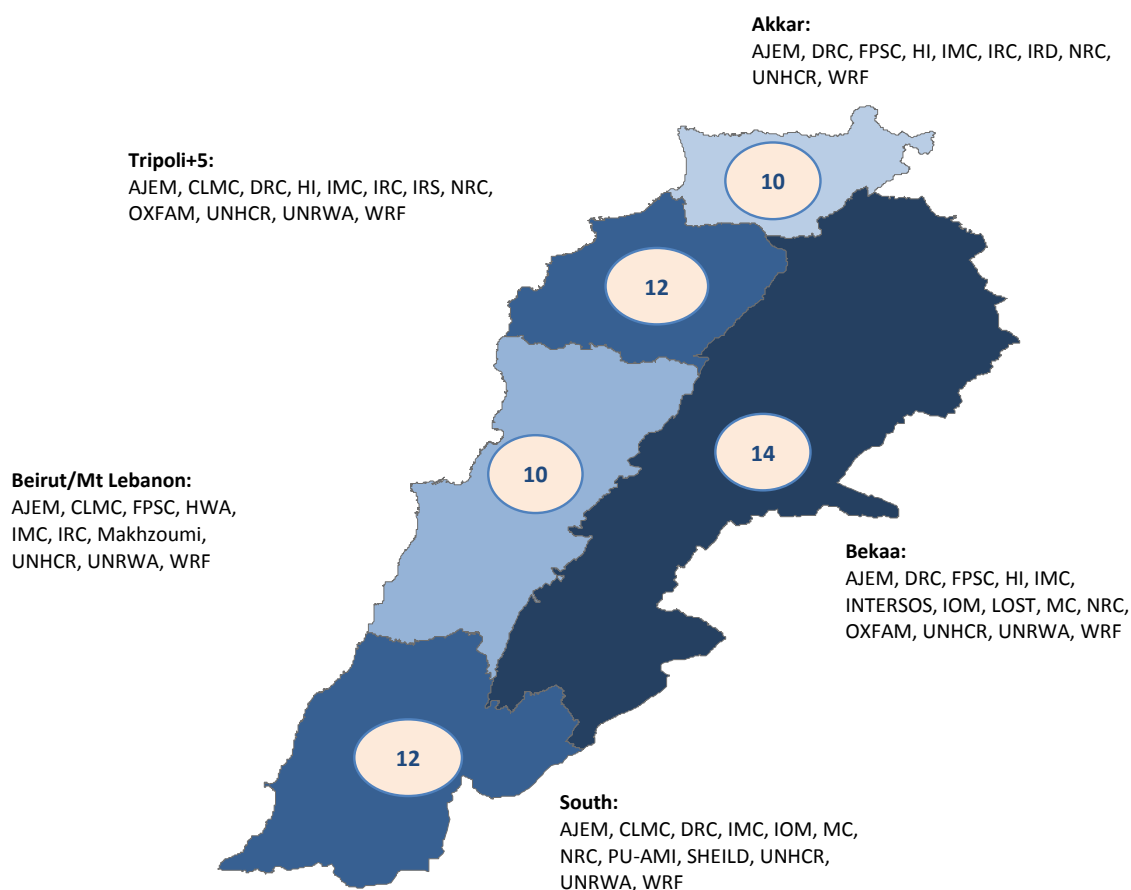 Akkar:
AJEM, DRC, FPSC, HI, IMC, IRC, IRD, NRC,
UNHCR, WRF
Tripoli+5:
AJEM, CLMC, DRC, HI, IMC, IRC, IRS, NRC,
OXFAM, UNHCR, UNRWA, WRF
10
12
Beirut/Mt Lebanon:
AJEM, CLMC, FPSC, HWA,
IMC, IRC, Makhzoumi,
UNHCR, UNRWA, WRF
10
14
Bekaa:
AJEM, DRC, FPSC, HI, IMC,
INTERSOS, IOM, LOST, MC, NRC,
OXFAM, UNHCR, UNRWA, WRF
12
South:
AJEM, CLMC, DRC, IMC, IOM, MC,
NRC, PU-AMI, SHEILD, UNHCR,
UNRWA, WRF